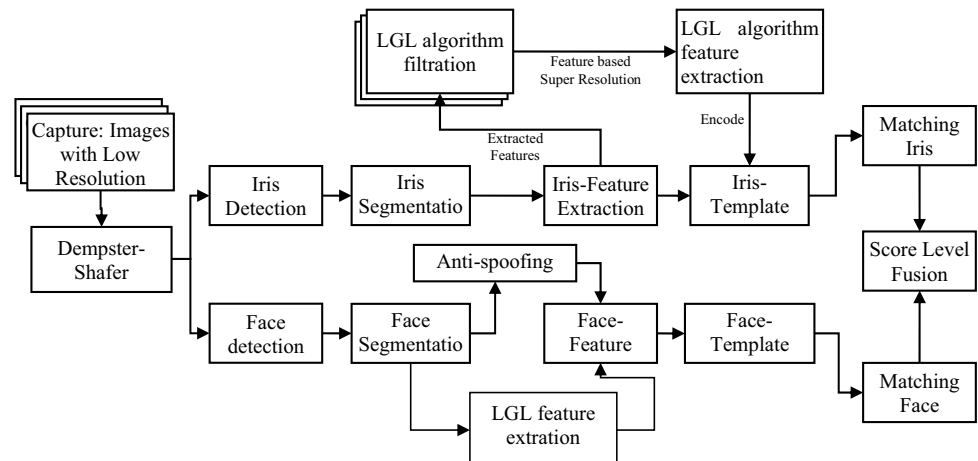 LGL algorithm
filtration
Feature based
Super Resolution
LGL algorithm
feature
extraction
Capture: Images
with Low
Resolution
Extracted
Features
Encode
Matching
Iris
Iris
Detection
Iris
Segmentatio
Iris-Feature
Extraction
Iris-
Template
Dempster-
Shafer
Anti-spoofing
Score Level
Fusion
Face
detection
Face
Segmentatio
Face-
Feature
Face-
Template
Matching
Face
LGL feature
extration